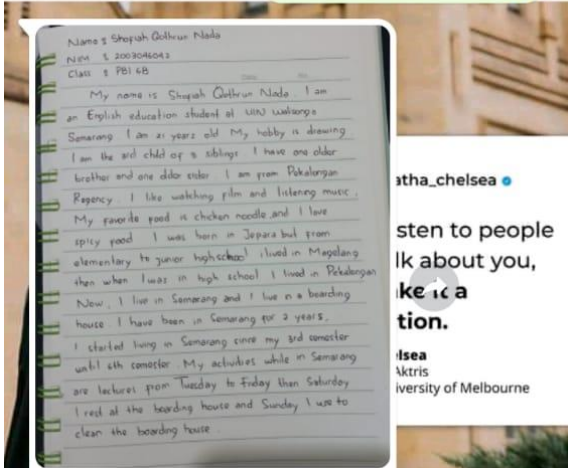 Name : Shofiah Qothrun Nada
NIM : 2003046042
Class : PBI 6B
My name is Shofiah Qothrun Nada. I am
an English education student at UIN Walisongo
Semarang I am 21 years old My hobby is drawing
I am the 3rd child of 3 siblings I have one older
brother and one older sister. I am from Pekalongan
Regency. I like watching film and listening music.
My favorite food is chicken noodle and I love
spicy food I was born in Jepara but from
elementary to junior highschool I lived in Magelang
then when I was in high school I lived in Pekalongan
Now, I live in Semarang and I live in a boarding
house I have been in Semarang for 2 years.
I started living in Semarang since my 3rd semester
until 6th semester. My activities while in Semarang
are lectures from Tuesday to Friday then Saturday
I rest at the boarding house and Sunday I use to
clean the boarding house.
atha_chelsea
sten to people
lk about you,
ke it a
tion.
elsea
Aktris
iversity of Melbourne